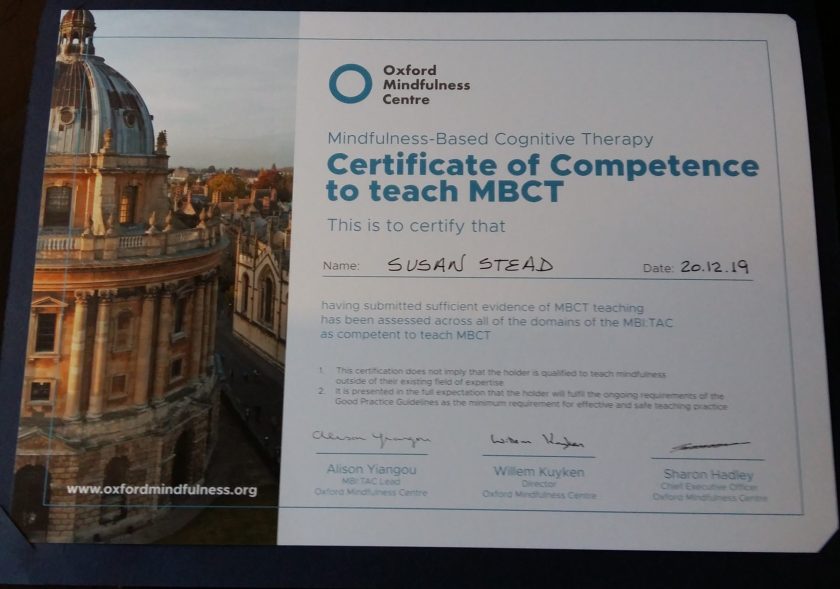 Oxford
Mindfulness
Centre
Mindfulness-Based Cognitive Therapy
Certificate of Competence
to teach MBCT
This is to certify that
Name: SUSAN STEAD Date: 20.12.19
having submitted sufficient evidence of MBCT teaching
has been assessed across all of the domains of the MBI:TAC
as competent to teach MBCT
1. This certification does not imply that the holder is qualified to teach mindfulness
outside of their existing field of expertise
2. It is presented in the full expectation that the holder will fulfil the ongoing requirements of the
Good Practice Guidelines as the minimum requirement for effective and safe teaching practice
Alison Yiangou Willem Kuyken
Alison Yiangou Willem Kuyken Sharon Hadley
MBI:TAC Lead Director Chief Executive Officer
Oxford Mindfulness Centre Oxford Mindfulness Centre Oxford Mindfulness Centre
www.oxfordmindfulness.org